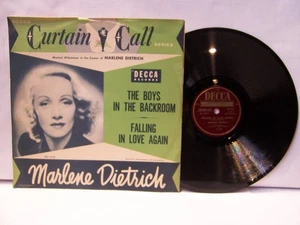 Curtain Call
SERIES
Musical Milestones in the Career of MARLENE DIETRICH
DECCA
RECORDS
THE BOYS
IN THE BACKROOM
FALLING
IN LOVE AGAIN
Marlene Dietrich
DECCA